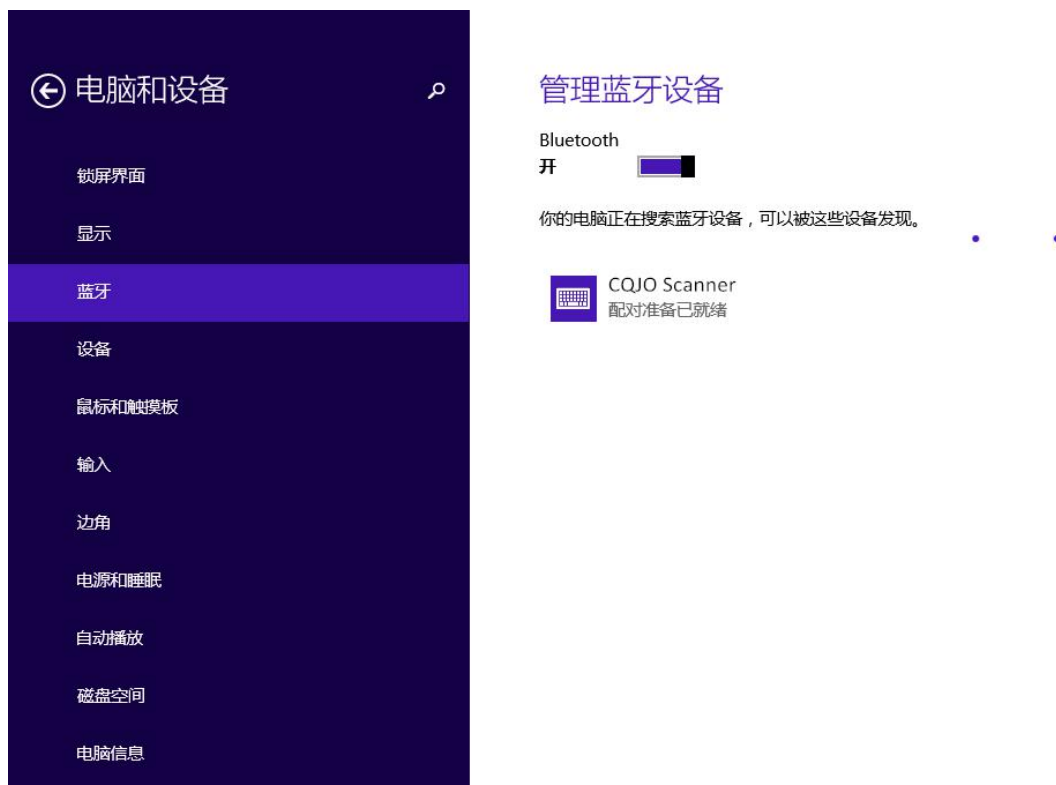 电脑和设备
锁屏界面
显示
蓝牙
设备
鼠标和触摸板
输入
边角
电源和睡眠
自动播放
磁盘空间
电脑信息
管理蓝牙设备
Bluetooth
开
你的电脑正在搜索蓝牙设备，可以被这些设备发现。
CQJO Scanner
配对准备已就绪